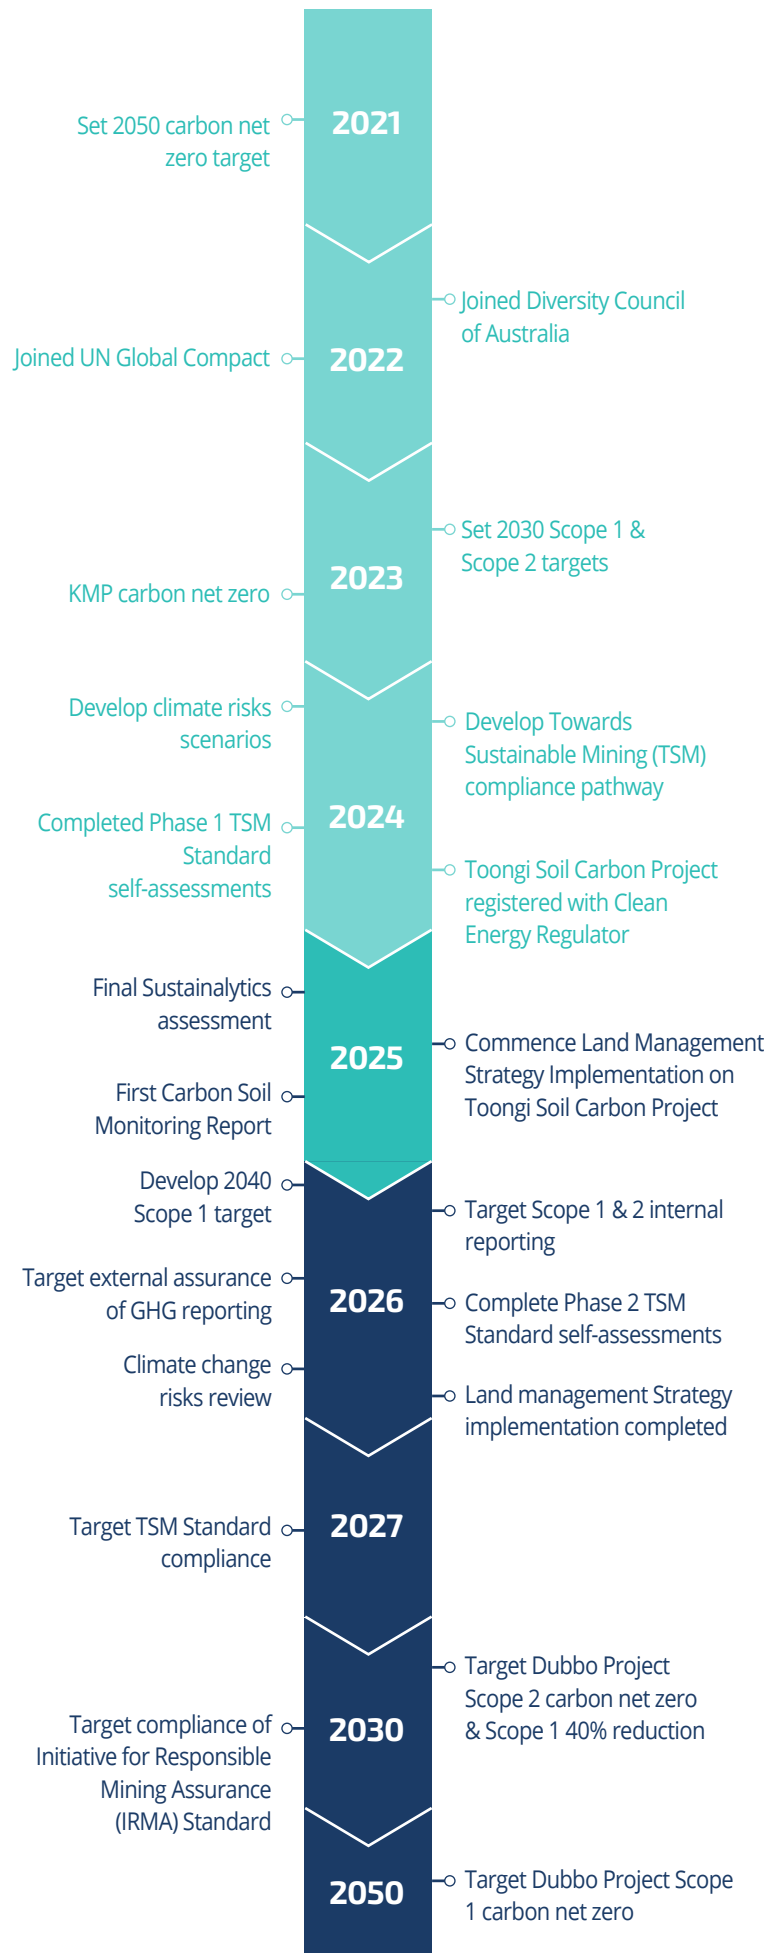 2021
Set 2050 carbon net
zero target
Joined Diversity Council
of Australia
2022
Joined UN Global Compact
Set 2030 Scope 1 &
Scope 2 targets
2023
KMP carbon net zero
Develop climate risks
scenarios
Develop Towards
Sustainable Mining (TSM)
compliance pathway
2024
Completed Phase 1 TSM
Standard
self-assessments
Toongi Soil Carbon Project
registered with Clean
Energy Regulator
Final Sustainalytics
assessment
2025
Commence Land Management
Strategy Implementation on
Toongi Soil Carbon Project
First Carbon Soil
Monitoring Report
Develop 2040
Scope 1 target
Target Scope 1 & 2 internal
reporting
Target external assurance
of GHG reporting
2026
Complete Phase 2 TSM
Standard self-assessments
Climate change
risks review
Land management Strategy
implementation completed
2027
Target TSM Standard
compliance
Target Dubbo Project
Scope 2 carbon net zero
& Scope 1 40% reduction
2030
Target compliance of
Initiative for Responsible
Mining Assurance
(IRMA) Standard
2050
Target Dubbo Project Scope
1 carbon net zero